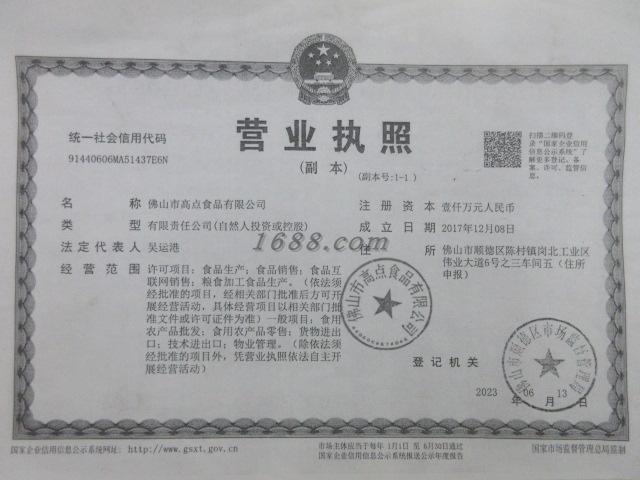 营业执照
(副本)
(副本号:1-1)
统一社会信用代码
91440606MA51437E6N
扫描二维码登
录“国家企业信用
信息公示系统”了
解更多登记、备
案、许可、监管信
息。
名称 佛山市高点食品有限公司
类型 有限责任公司(自然人投资或控股)
法定代表人 吴运港
经营范围 许可项目：食品生产；食品销售；食品互
联网销售；粮食加工食品生产。（依法须
经批准的项目，经相关部门批准后方可开
展经营活动，具体经营项目以相关部门批
准文件或许可证件为准）一般项目：食用
农产品批发；食用农产品零售；货物进出
口；技术进出口；物业管理。（除依法须
经批准的项目外，凭营业执照依法自主开
展经营活动）
注册资本 壹仟万元人民币
成立日期 2017年12月08日
住所 佛山市顺德区陈村镇岗北工业区
伟业大道6号之三车间五（住所
申报）
1688.com
佛山市高点食品有限公司
登记机关
佛山市顺德区市场监督管理局
2023 年 06 月 13 日
国家企业信用信息公示系统网址: http://www.gsxt.gov.cn
市场主体应当于每年 1月1日 至 6月30日通过
国家企业信用信息公示系统报送公示年度报告
国家市场监督管理总局监制